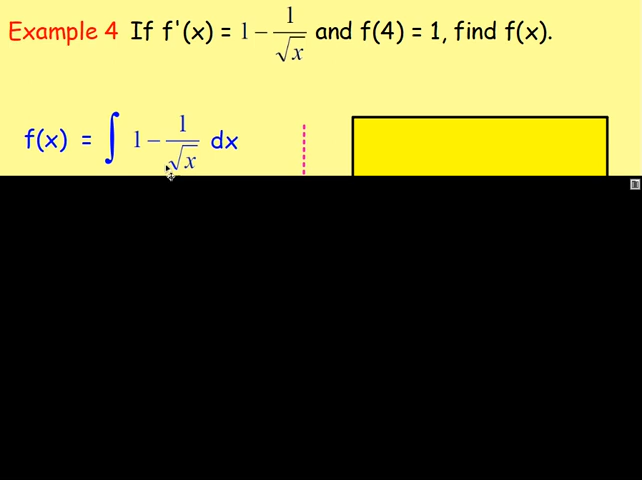 Example 4 If f'(x) = 1 − 1/√x and f(4) = 1, find f(x).
f(x) = ∫ 1 − 1/√x dx